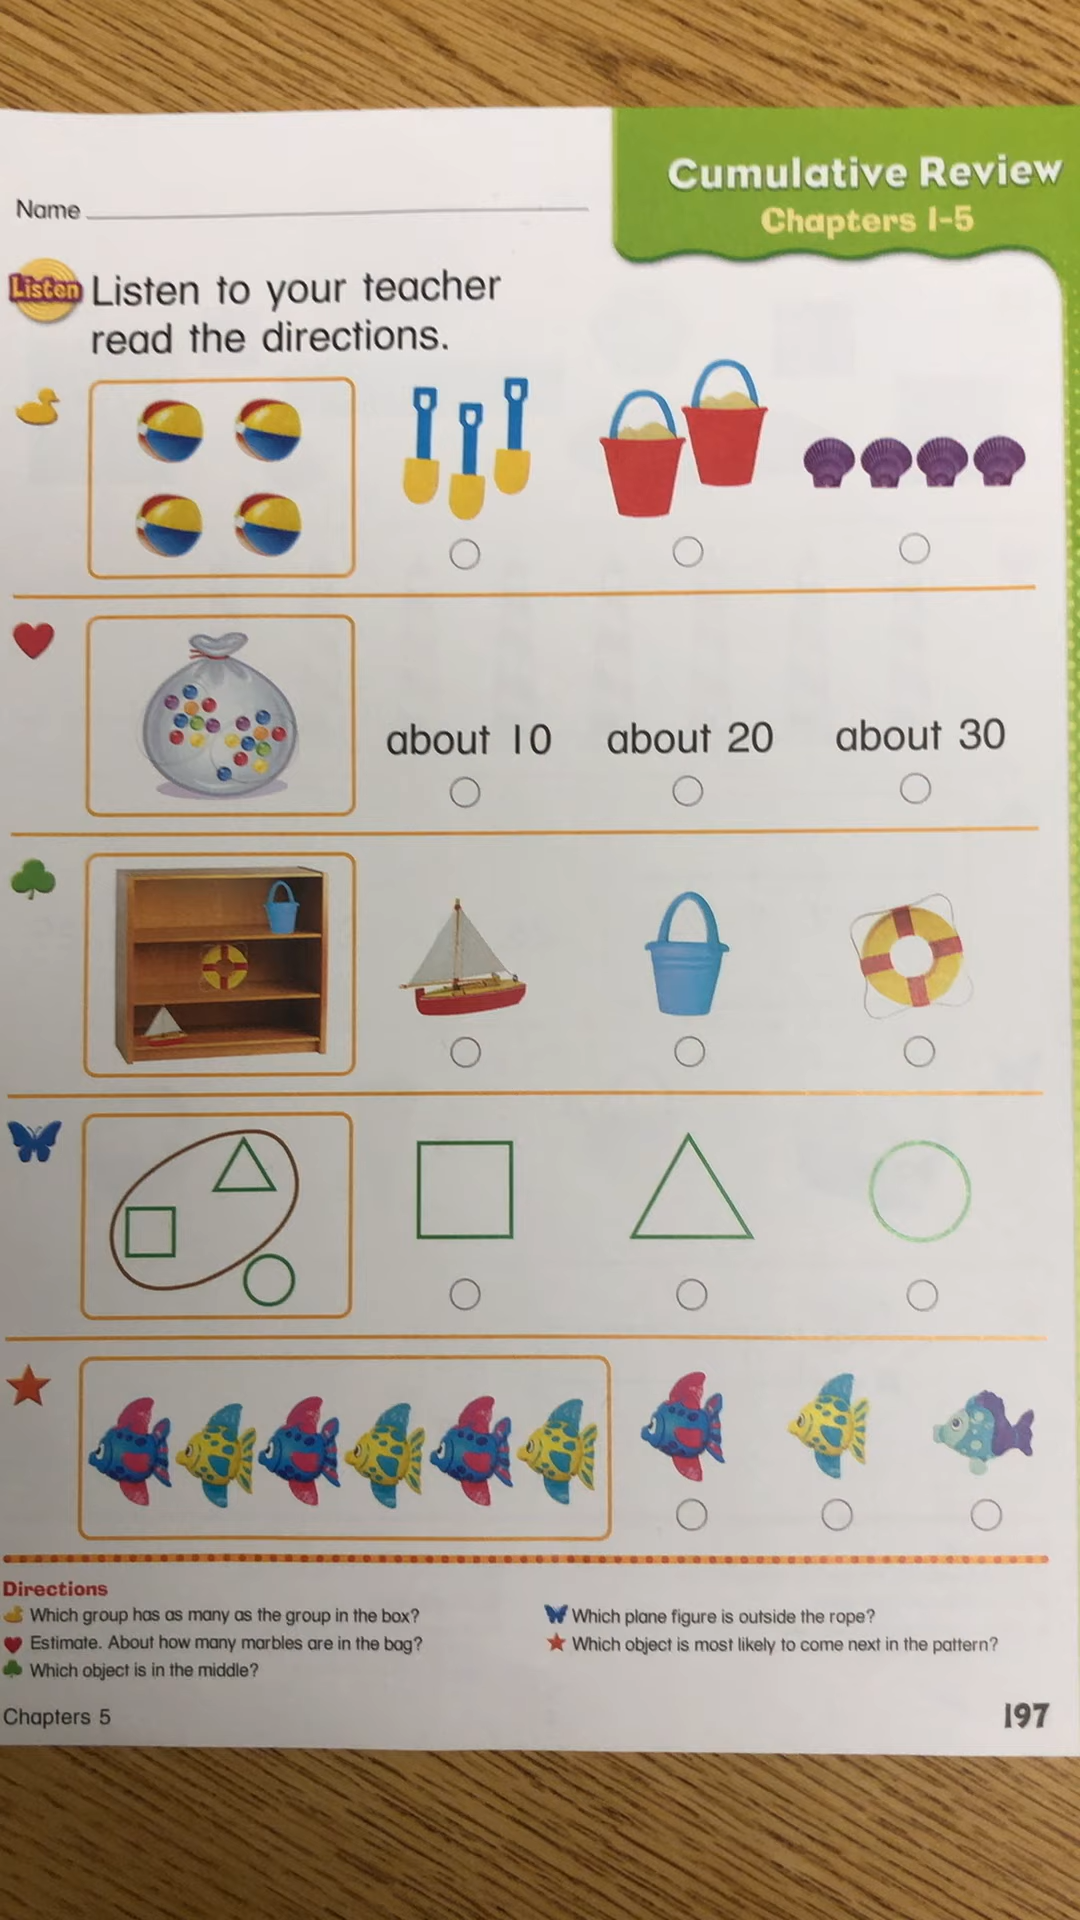 Cumulative Review
Chapters 1-5
Name
Listen
Listen to your teacher
read the directions.
about 10 about 20 about 30
Directions
Which group has as many as the group in the box?
Estimate. About how many marbles are in the bag?
Which object is in the middle?
Which plane figure is outside the rope?
Which object is most likely to come next in the pattern?
Chapters 5
197